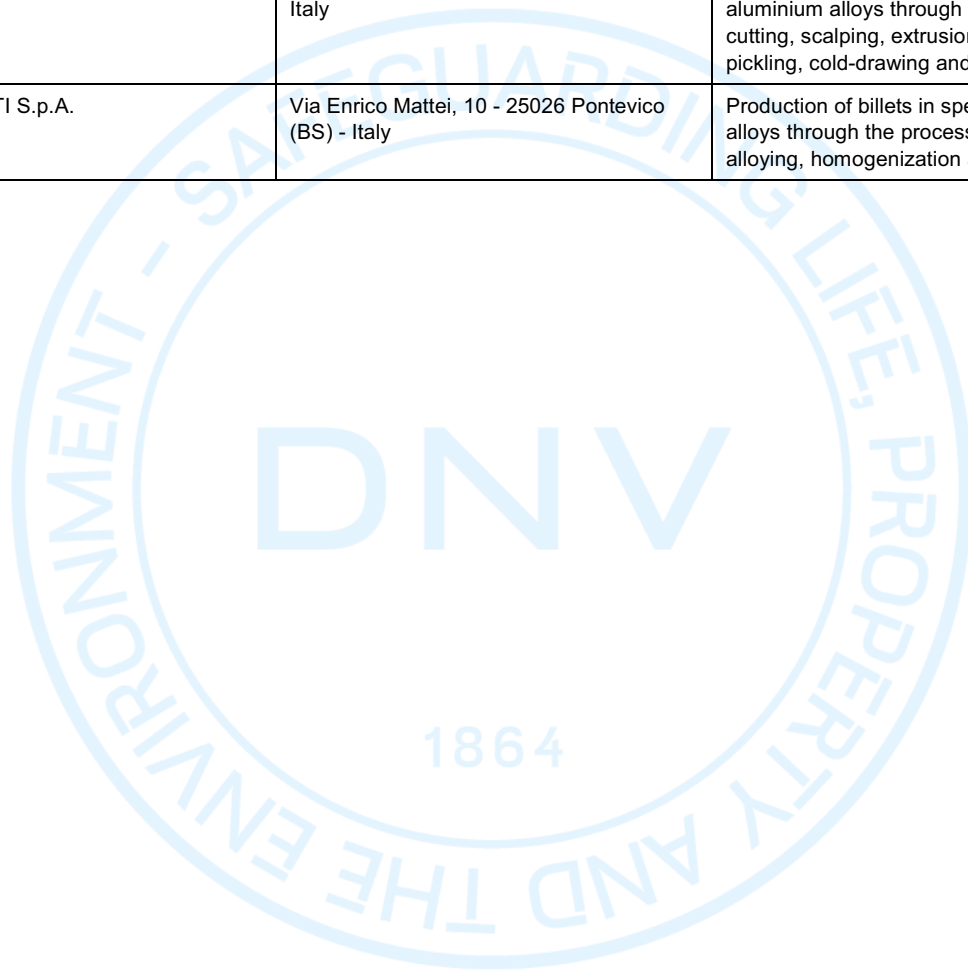 Italy
aluminium alloys through
cutting, scalping, extrusion
pickling, cold-drawing and
TI S.p.A.
Via Enrico Mattei, 10 - 25026 Pontevico
(BS) - Italy
Production of billets in spe
alloys through the process
alloying, homogenization
SAFEGUARDING LIFE, PROPERTY AND THE ENVIRONMENT -
DNV
1864